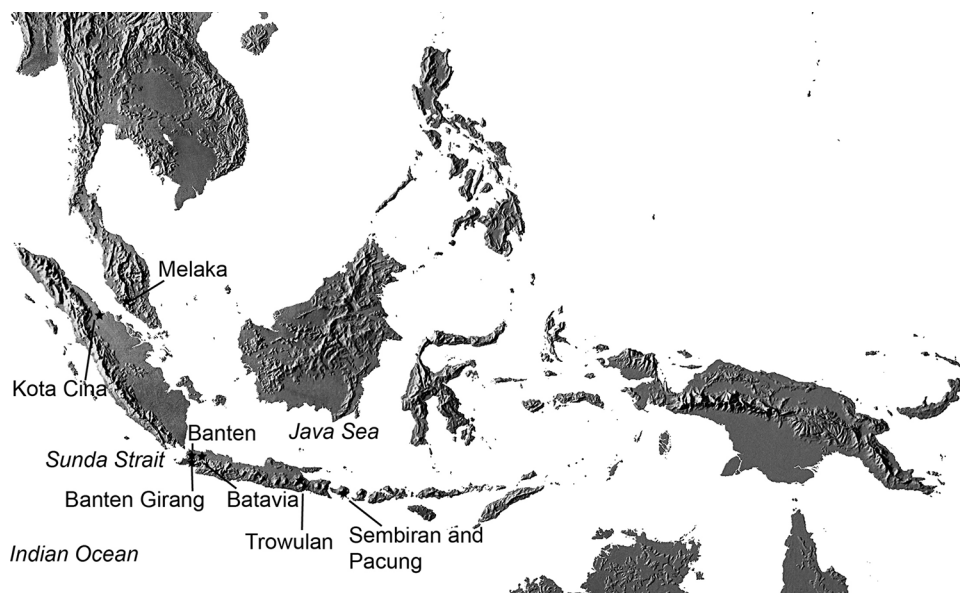 Melaka
Kota Cina
Banten
Java Sea
Sunda Strait
Banten Girang
Batavia
Trowulan
Sembiran and
Pacung
Indian Ocean